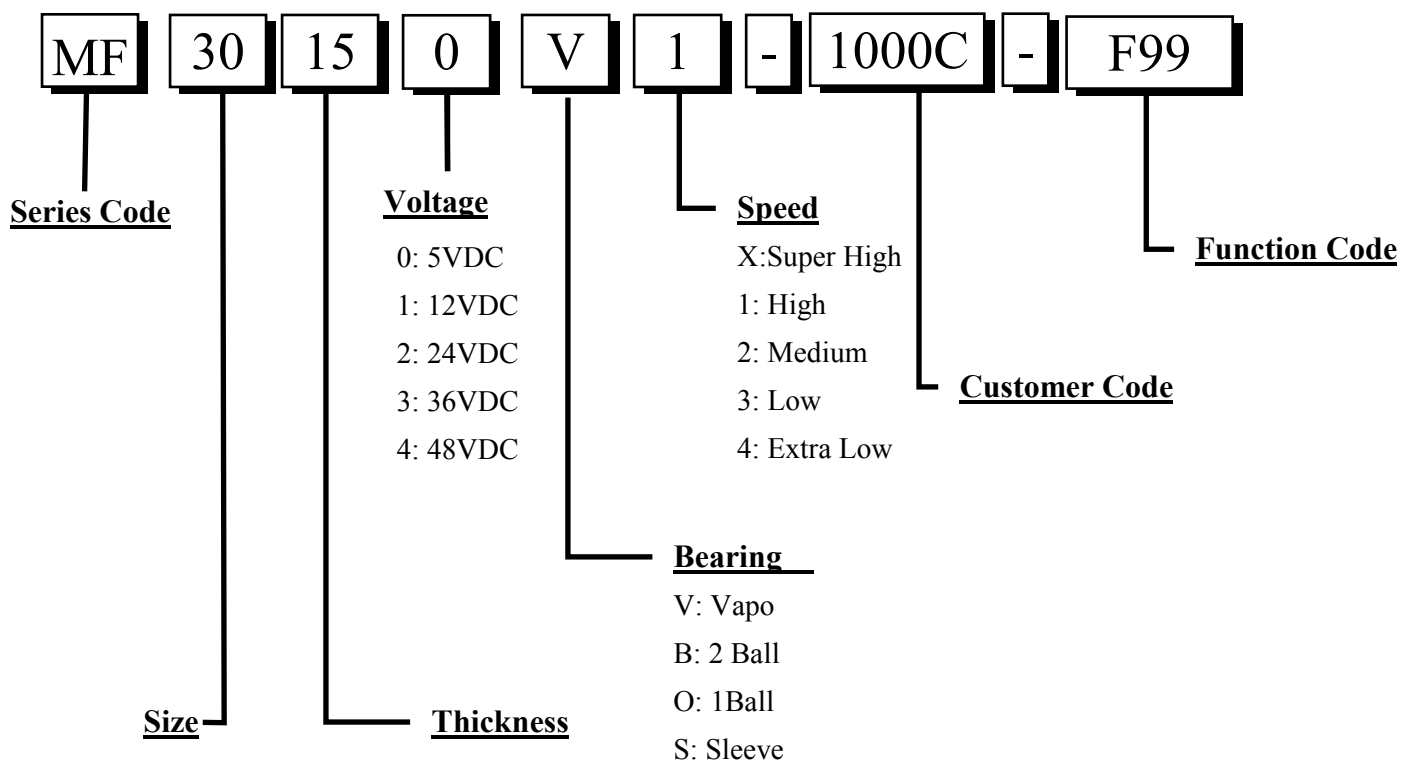 MF 30 15 0 V 1 - 1000C - F99
Series Code
Voltage
0: 5VDC
1: 12VDC
2: 24VDC
3: 36VDC
4: 48VDC
Speed
X:Super High
1: High
2: Medium
3: Low
4: Extra Low
Function Code
Customer Code
Bearing
V: Vapo
B: 2 Ball
O: 1Ball
S: Sleeve
Size
Thickness